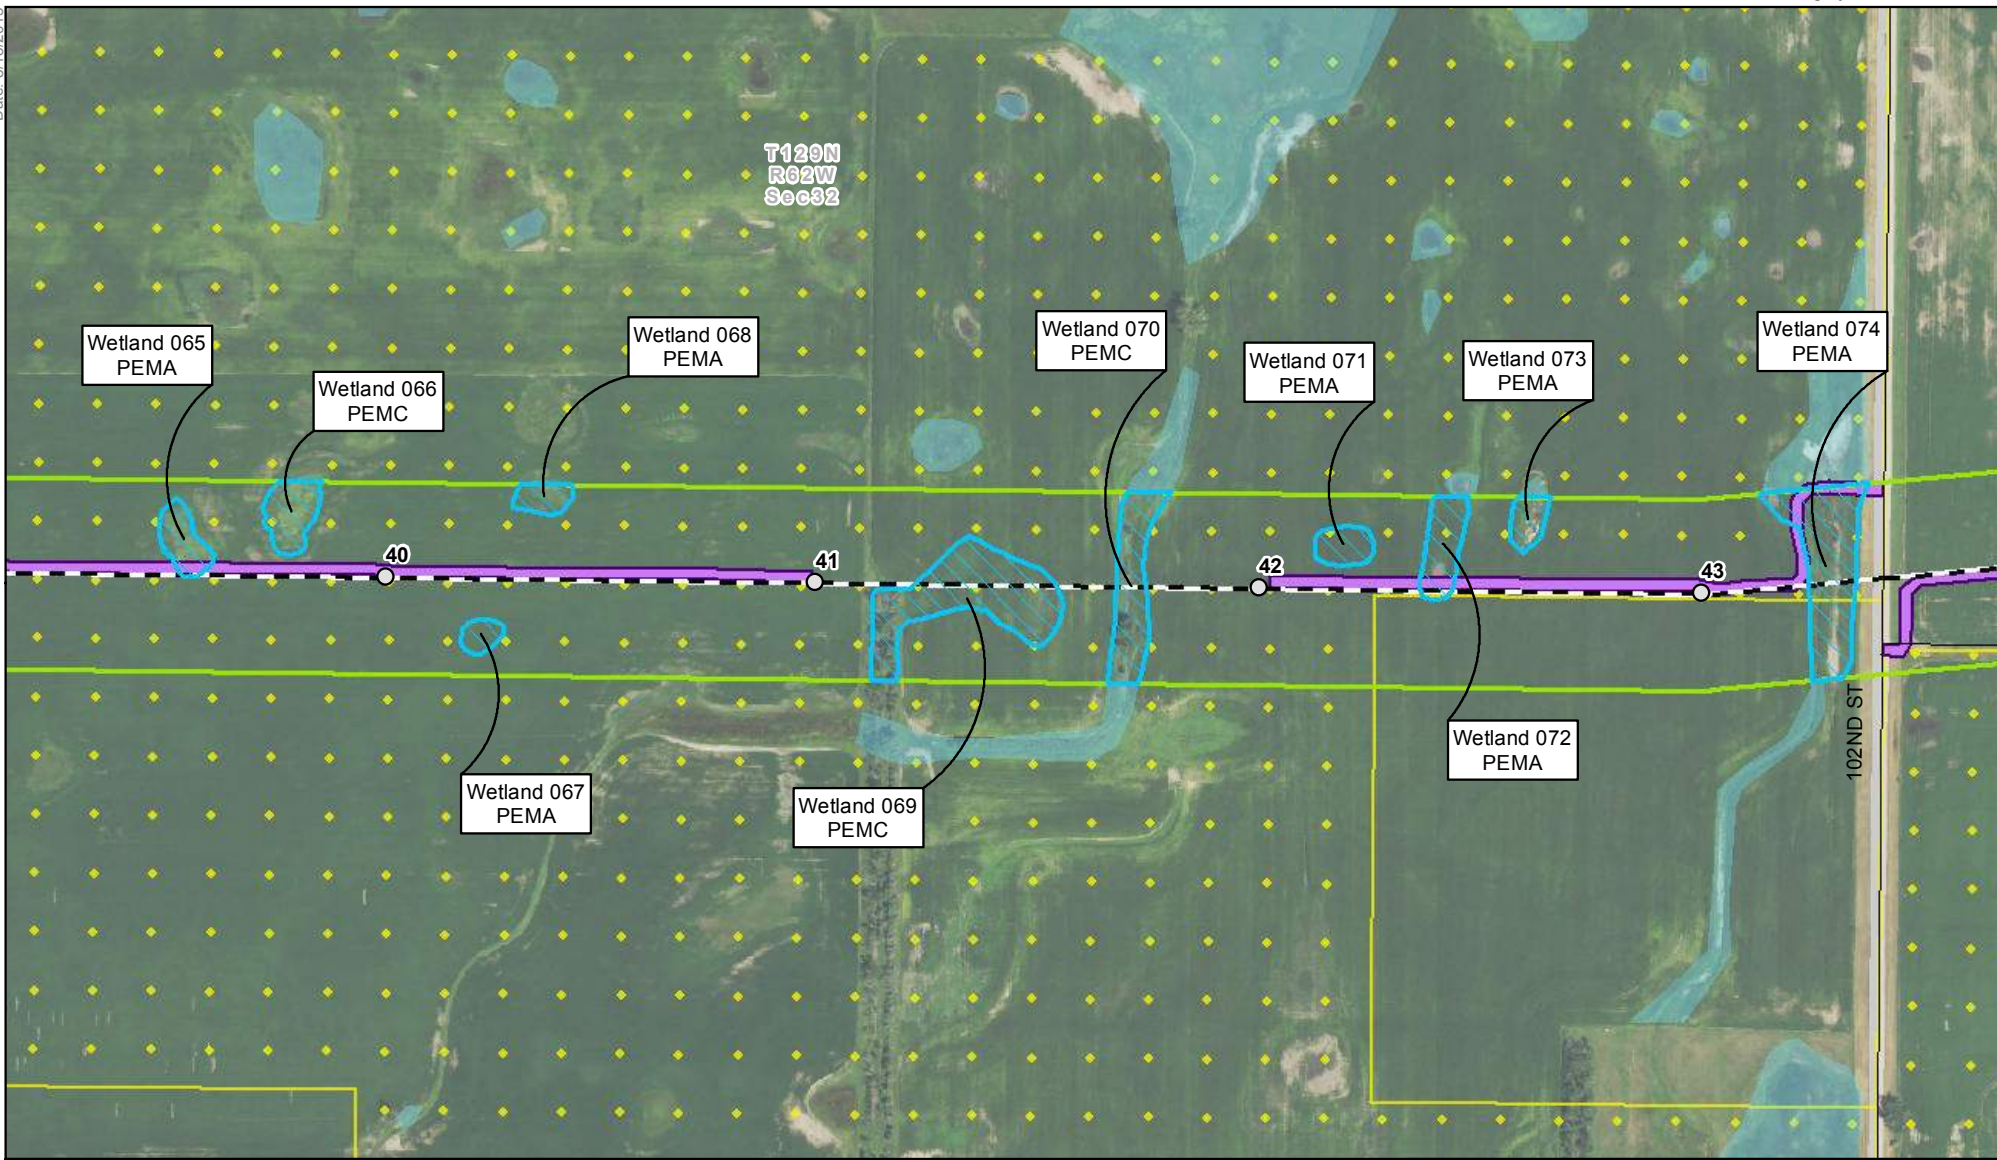 T129N
R62W
Sec32
Wetland 065
PEMA
Wetland 066
PEMC
Wetland 068
PEMA
Wetland 070
PEMC
Wetland 071
PEMA
Wetland 073
PEMA
Wetland 074
PEMA
40
41
42
43
Wetland 067
PEMA
Wetland 069
PEMC
Wetland 072
PEMA
102ND ST